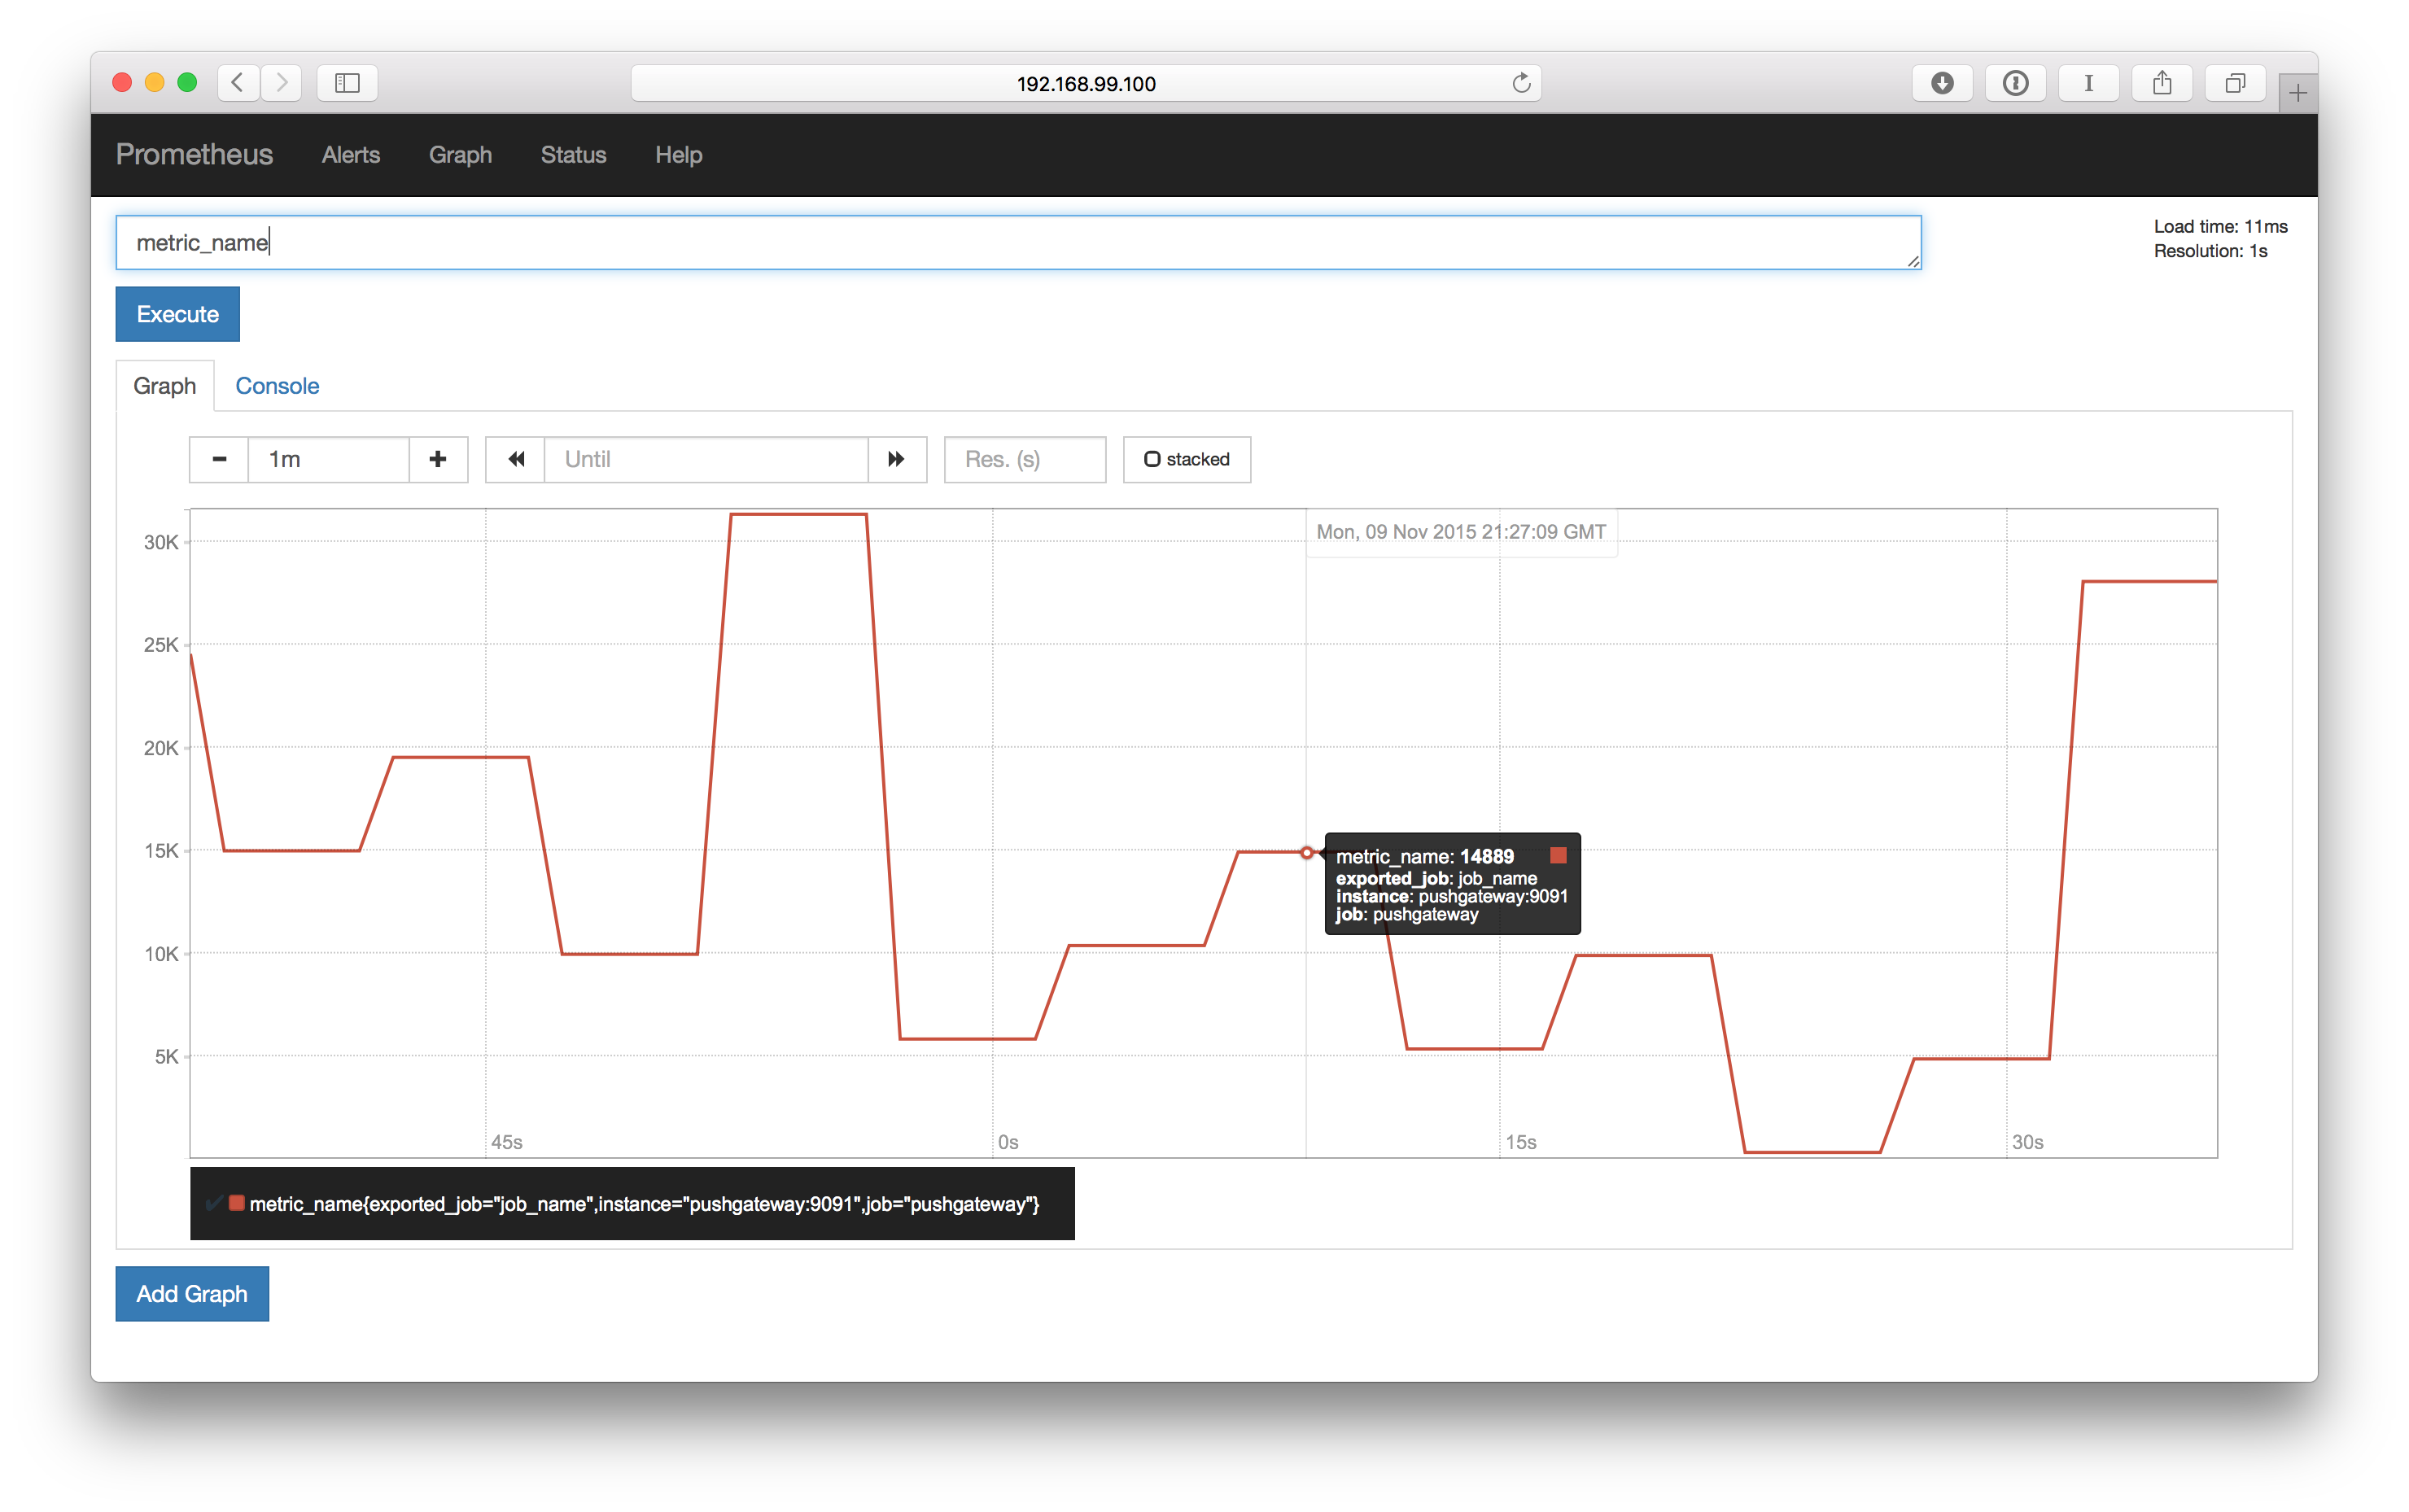 192.168.99.100
Prometheus Alerts Graph Status Help
metric_name
Load time: 11ms
Resolution: 1s
Execute
Graph Console
1m Until Res. (s) stacked
Mon, 09 Nov 2015 21:27:09 GMT
30K
25K
20K
15K
10K
5K
metric_name: 14889
exported_job: job_name
instance: pushgateway:9091
job: pushgateway
45s 0s 15s 30s
metric_name{exported_job="job_name",instance="pushgateway:9091",job="pushgateway"}
Add Graph